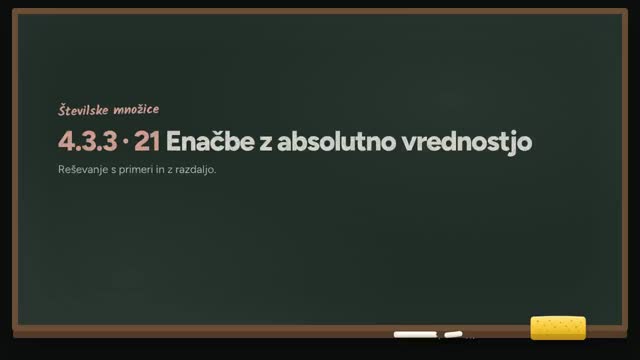 Številske množice
4.3.3 · 21 Enačbe z absolutno vrednostjo
Reševanje s primeri in z razdaljo.